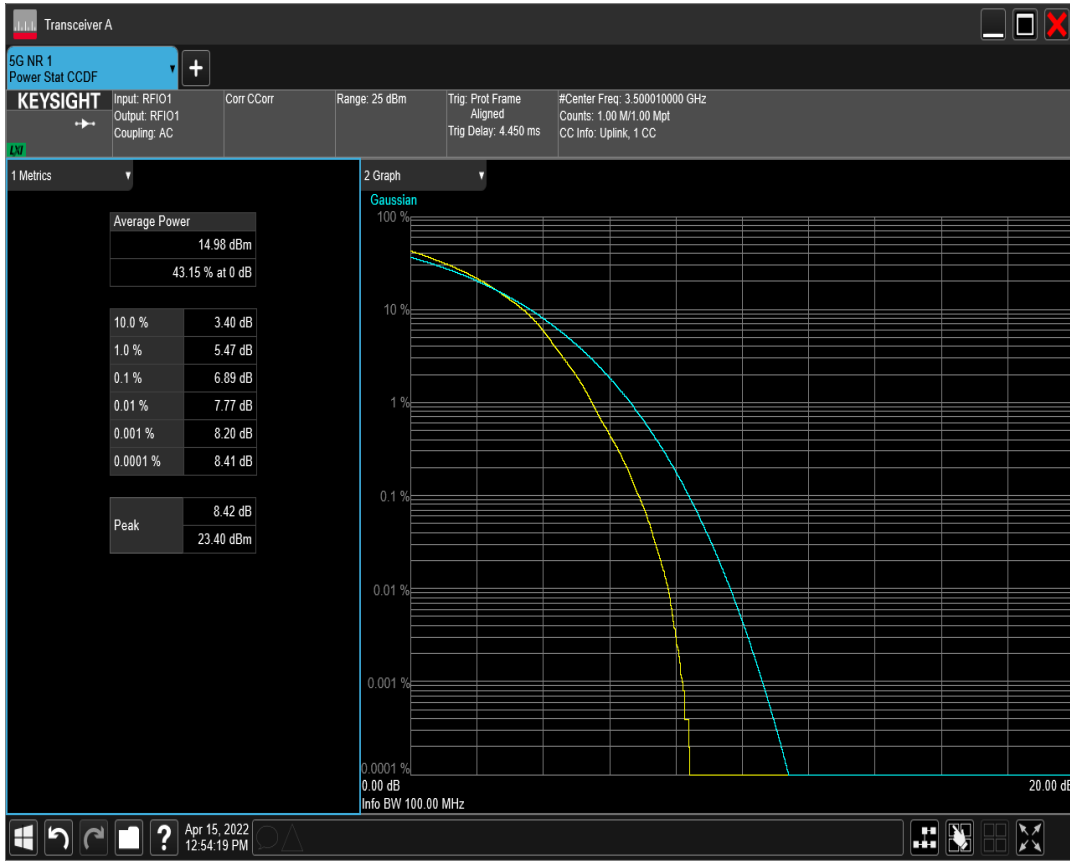 Transceiver A
5G NR 1
Power Stat CCDF
KEYSIGHT
LXI
Input: RFIO1
Output: RFIO1
Coupling: AC
Corr CCorr
Range: 25 dBm
Trig: Prot Frame
Aligned
Trig Delay: 4.450 ms
#Center Freq: 3.500010000 GHz
Counts: 1.00 M/1.00 Mpt
CC Info: Uplink, 1 CC
1 Metrics
Average Power
14.98 dBm
43.15 % at 0 dB
10.0 % 3.40 dB
1.0 % 5.47 dB
0.1 % 6.89 dB
0.01 % 7.77 dB
0.001 % 8.20 dB
0.0001 % 8.41 dB
Peak
8.42 dB
23.40 dBm
2 Graph
Gaussian
100 %
10 %
1 %
0.1 %
0.01 %
0.001 %
0.0001 %
0.00 dB 20.00 dB
Info BW 100.00 MHz
Apr 15, 2022
12:54:19 PM